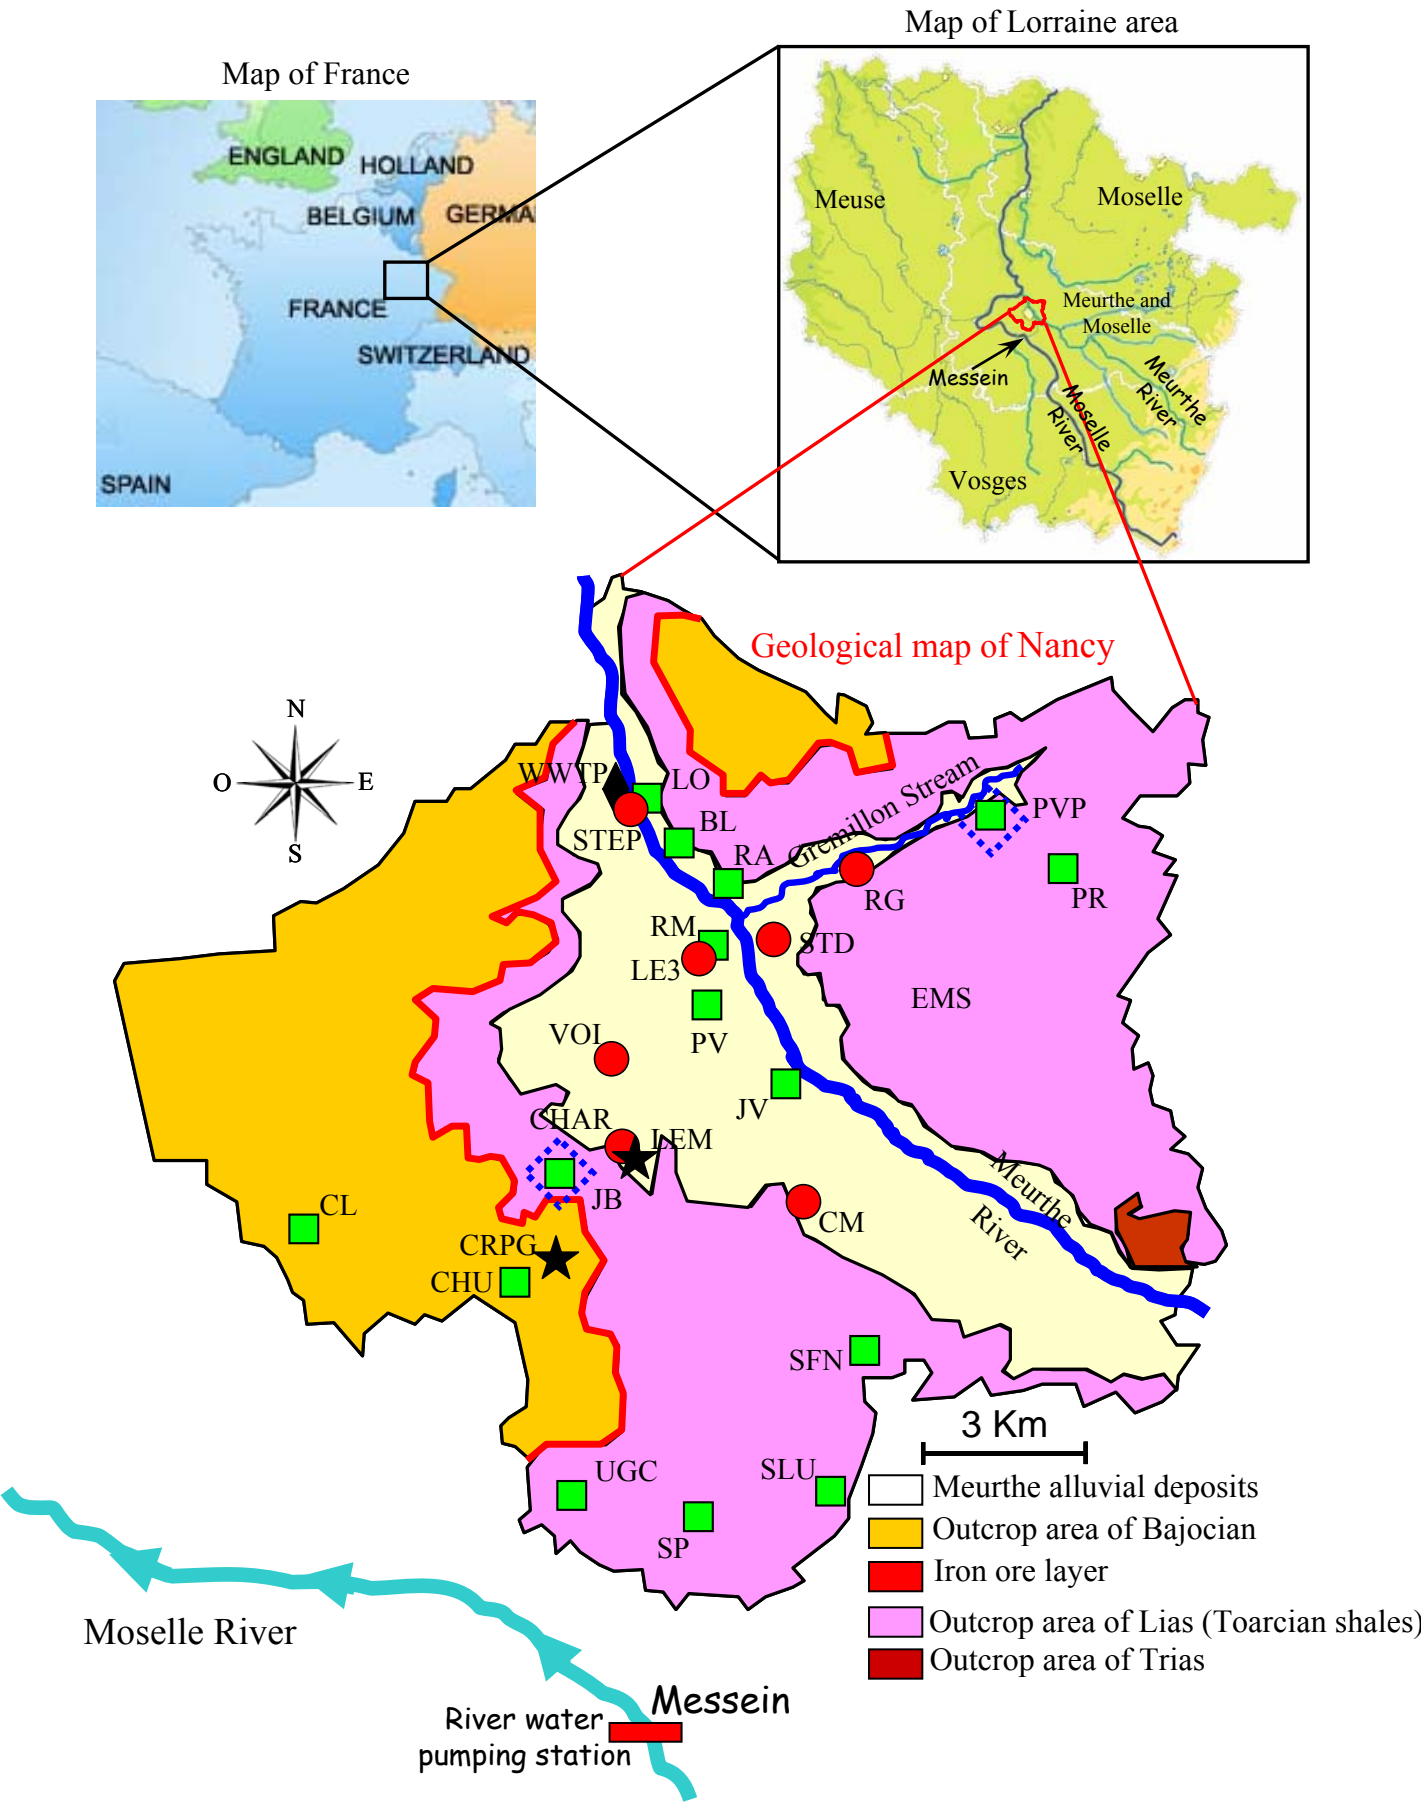 Map of Lorraine area
Map of France
ENGLAND
HOLLAND
BELGIUM
GERMA
FRANCE
SWITZERLAND
SPAIN
Meuse
Moselle
Meurthe and
Moselle
Messein
Moselle
River
Meurthe
River
Vosges
Geological map of Nancy
N
O
E
S
WWTP
LO
STEP
BL
RA
Gremillon Stream
PVP
PR
RG
RM
STD
LE3
EMS
PV
VOI
JV
CHAR
LEM
JB
CL
CM
Meurthe
River
CRPG
CHU
SFN
3 Km
UGC
SLU
SP
Meurthe alluvial deposits
Outcrop area of Bajocian
Iron ore layer
Outcrop area of Lias (Toarcian shales)
Outcrop area of Trias
Moselle River
Messein
River water
pumping station